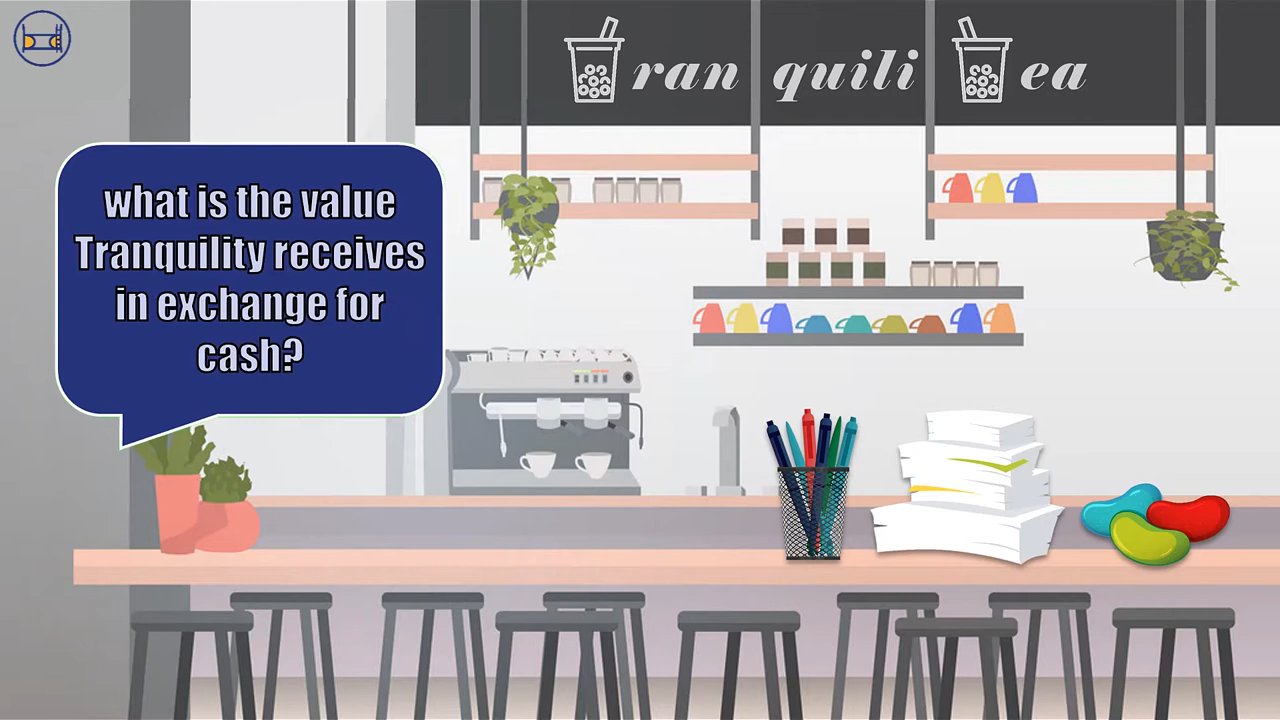 ran quili ea
what is the value
Tranquility receives
in exchange for
cash?